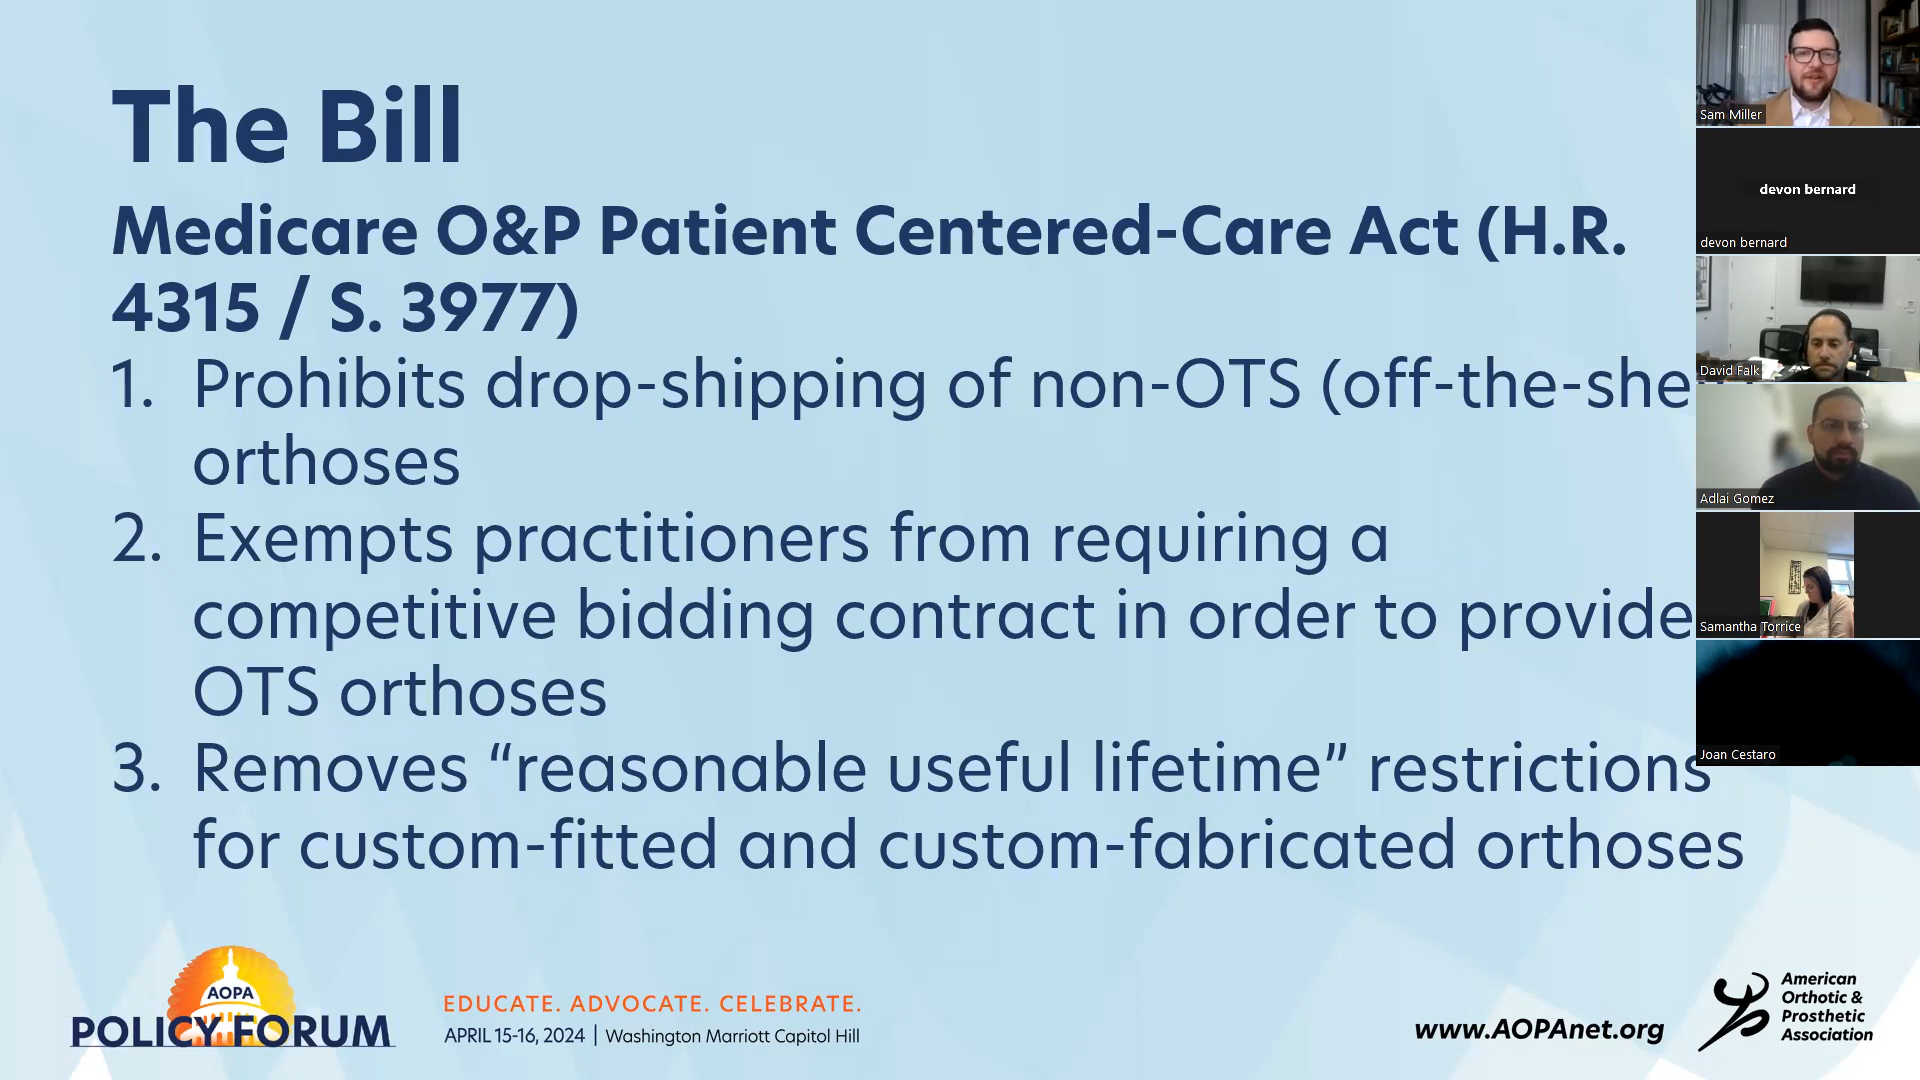 The Bill
Medicare O&P Patient Centered-Care Act (H.R.
4315 / S. 3977)
1. Prohibits drop-shipping of non-OTS (off-the-she
orthoses
2. Exempts practitioners from requiring a
competitive bidding contract in order to provide
OTS orthoses
3. Removes “reasonable useful lifetime” restrictions
for custom-fitted and custom-fabricated orthoses
AOPA
POLICY FORUM
EDUCATE. ADVOCATE. CELEBRATE.
APRIL 15-16, 2024 | Washington Marriott Capitol Hill
www.AOPAnet.org
American
Orthotic &
Prosthetic
Association
Sam Miller
devon bernard
devon bernard
David Falk
Adlai Gomez
Samantha Torrice
Joan Cestaro